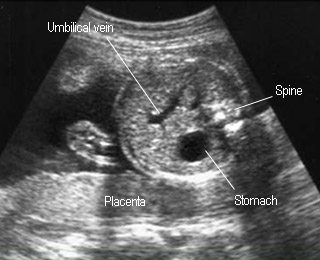 Umbilical vein
Spine
Placenta
Stomach